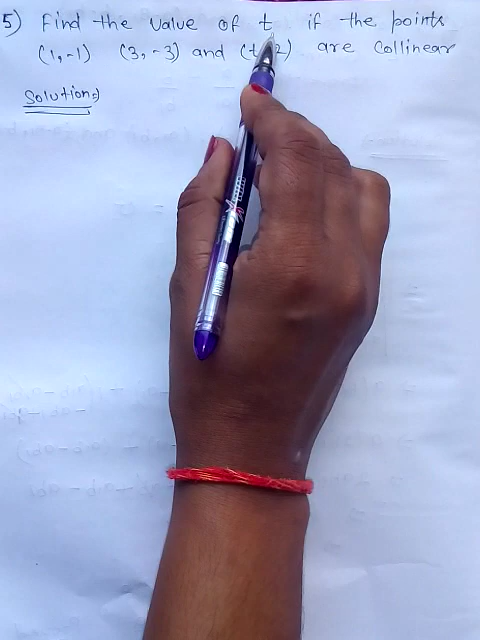 5) Find the value of t if the points
(1,-1) (3,-3) and (t 2) are Collinear
Solution:)